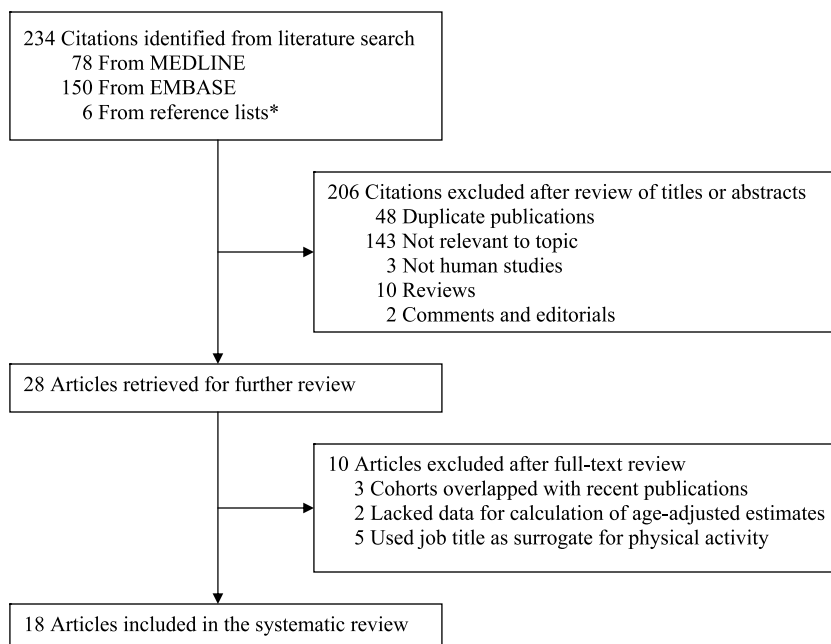 234 Citations identified from literature search
78 From MEDLINE
150 From EMBASE
6 From reference lists*
206 Citations excluded after review of titles or abstracts
48 Duplicate publications
143 Not relevant to topic
3 Not human studies
10 Reviews
2 Comments and editorials
28 Articles retrieved for further review
10 Articles excluded after full-text review
3 Cohorts overlapped with recent publications
2 Lacked data for calculation of age-adjusted estimates
5 Used job title as surrogate for physical activity
18 Articles included in the systematic review